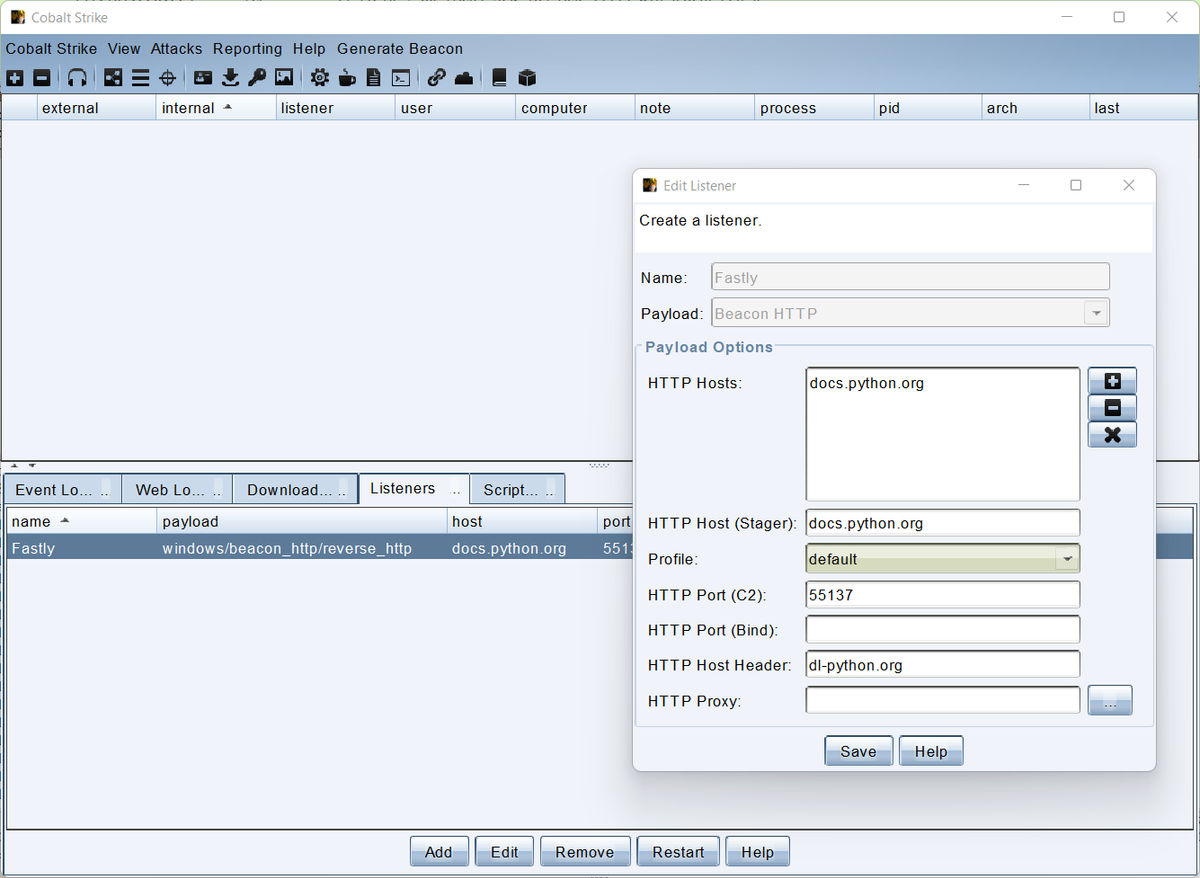 Cobalt Strike
Cobalt Strike View Attacks Reporting Help Generate Beacon
external internal listener user computer note process pid arch last
Edit Listener
Create a listener.
Name: Fastly
Payload: Beacon HTTP
Payload Options
HTTP Hosts: docs.python.org
HTTP Host (Stager): docs.python.org
Profile: default
HTTP Port (C2): 55137
HTTP Port (Bind):
HTTP Host Header: dl-python.org
HTTP Proxy: ...
Save Help
Event Lo... .. Web Lo... .. Download... .. Listeners .. Script... ..
name payload host port
Fastly windows/beacon_http/reverse_http docs.python.org 5513
Add Edit Remove Restart Help